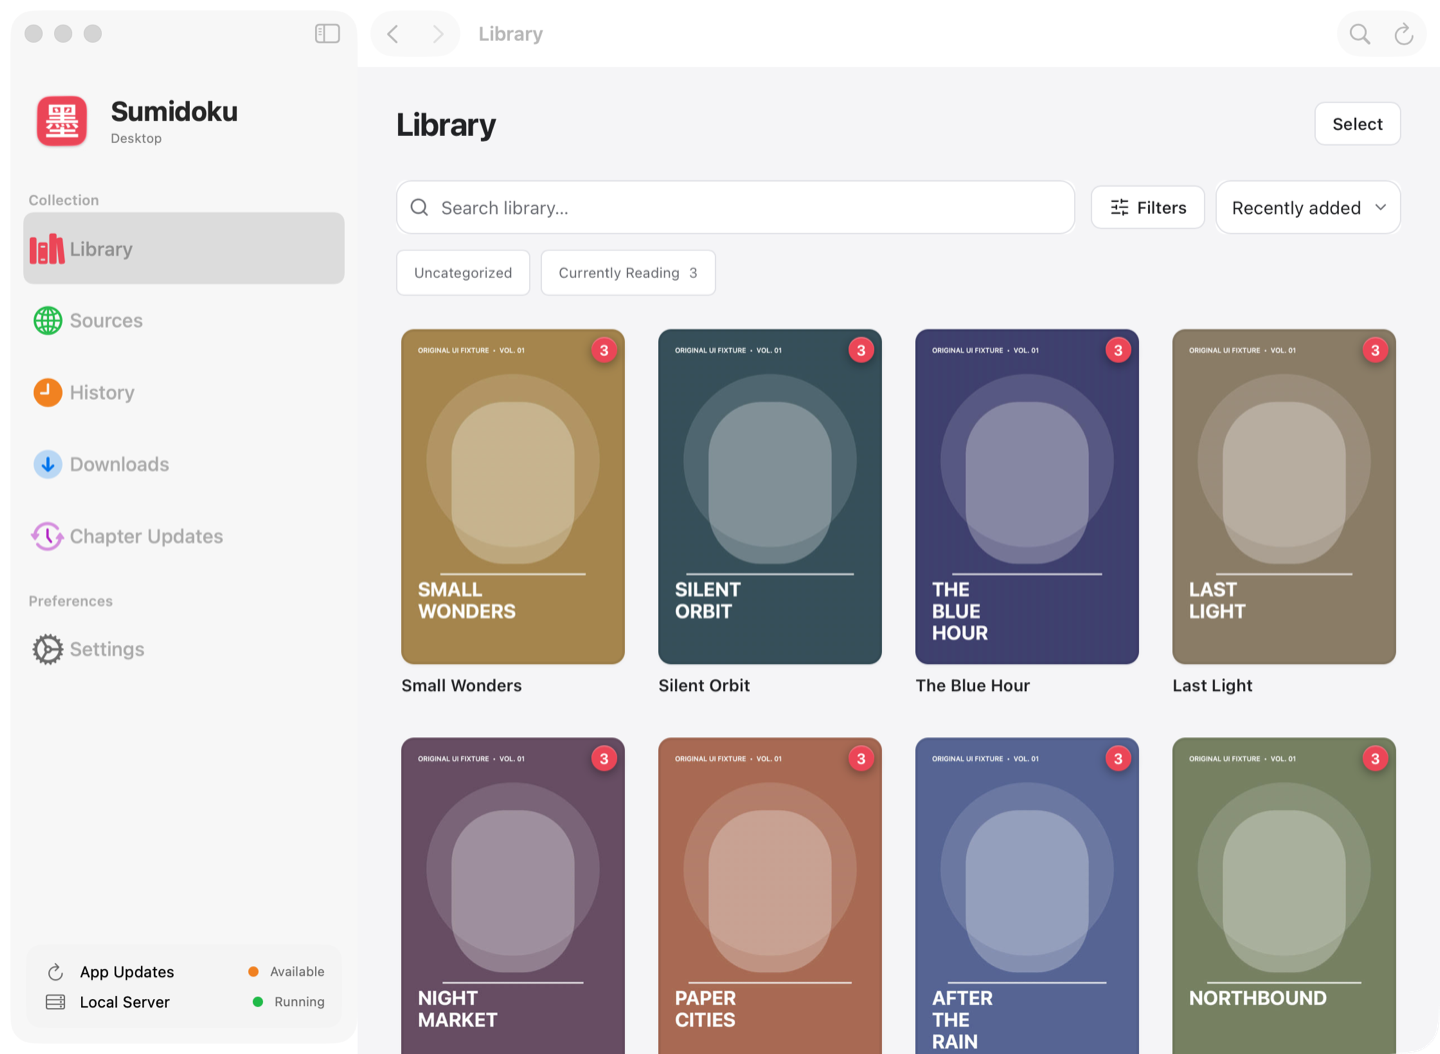 Library
墨
Sumidoku
Desktop
Collection
Library
Sources
History
Downloads
Chapter Updates
Preferences
Settings
App Updates Available
Local Server Running
Library
Select
Search library...
Filters
Recently added
Uncategorized
Currently Reading 3
ORIGINAL UI FIXTURE • VOL. 01
3
SMALL
WONDERS
Small Wonders
ORIGINAL UI FIXTURE • VOL. 01
3
SILENT
ORBIT
Silent Orbit
ORIGINAL UI FIXTURE • VOL. 01
3
THE
BLUE
HOUR
The Blue Hour
ORIGINAL UI FIXTURE • VOL. 01
3
LAST
LIGHT
Last Light
ORIGINAL UI FIXTURE • VOL. 01
3
NIGHT
MARKET
ORIGINAL UI FIXTURE • VOL. 01
3
PAPER
CITIES
ORIGINAL UI FIXTURE • VOL. 01
3
AFTER
THE
RAIN
ORIGINAL UI FIXTURE • VOL. 01
3
NORTHBOUND